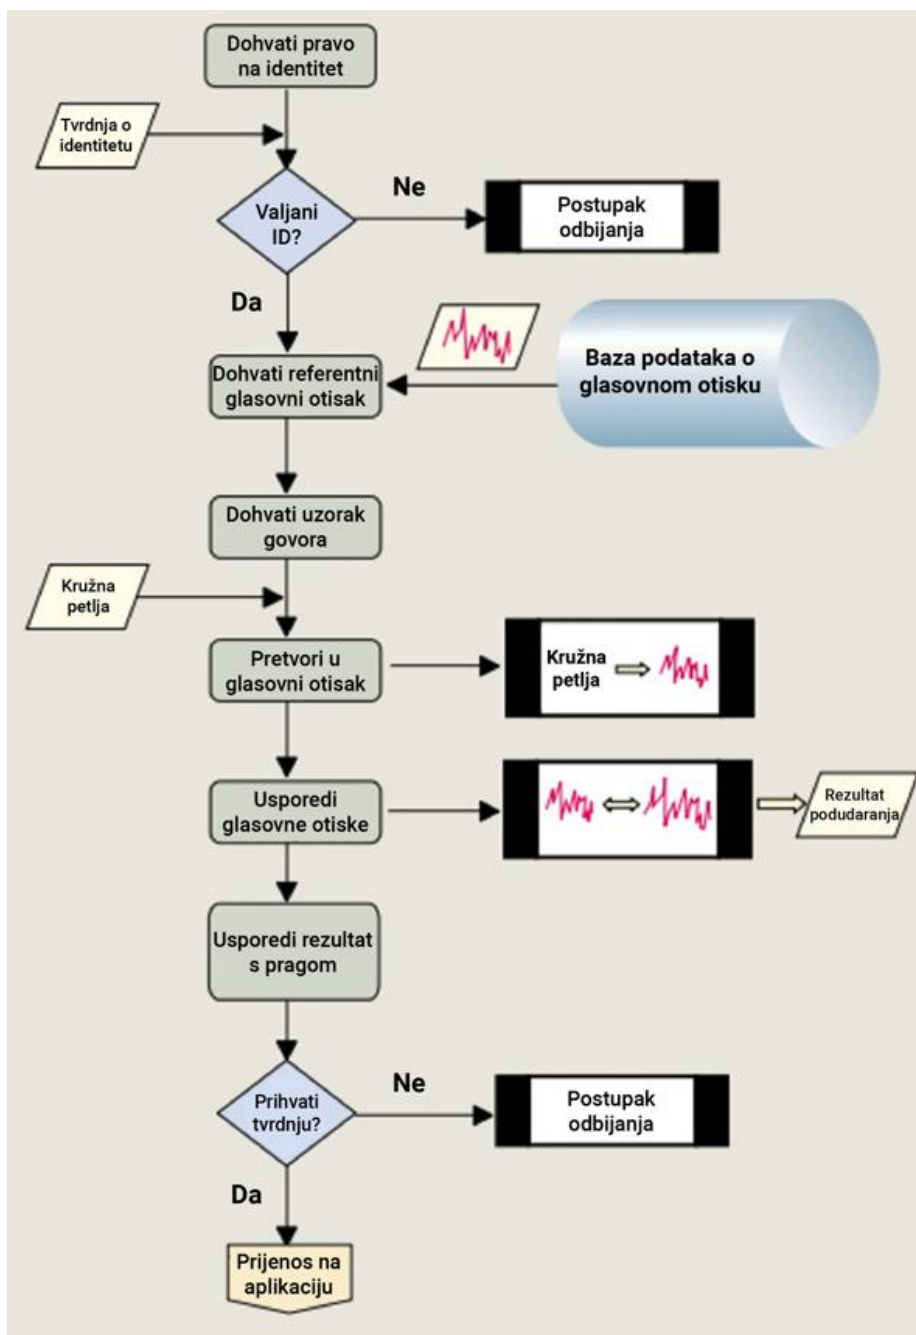 Dohvati pravo
na identitet
Tvrdnja o
identitetu
Valjani
ID?
Ne
Postupak
odbijanja
Da
Dohvati referentni
glasovni otisak
Baza podataka o
glasovnom otisku
Dohvati uzorak
govora
Kružna
petlja
Pretvori u
glasovni otisak
Kružna
petlja
Usporedi
glasovne otiske
Rezultat
podudaranja
Usporedi rezultat
s pragom
Prihvati
tvrdnju?
Ne
Postupak
odbijanja
Da
Prijenos na
aplikaciju